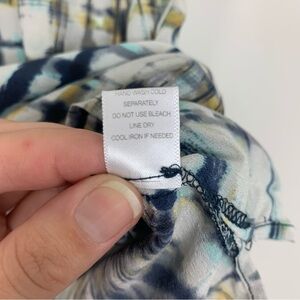 HAND WASH COLD
SEPARATELY
DO NOT USE BLEACH
LINE DRY
COOL IRON IF NEEDED